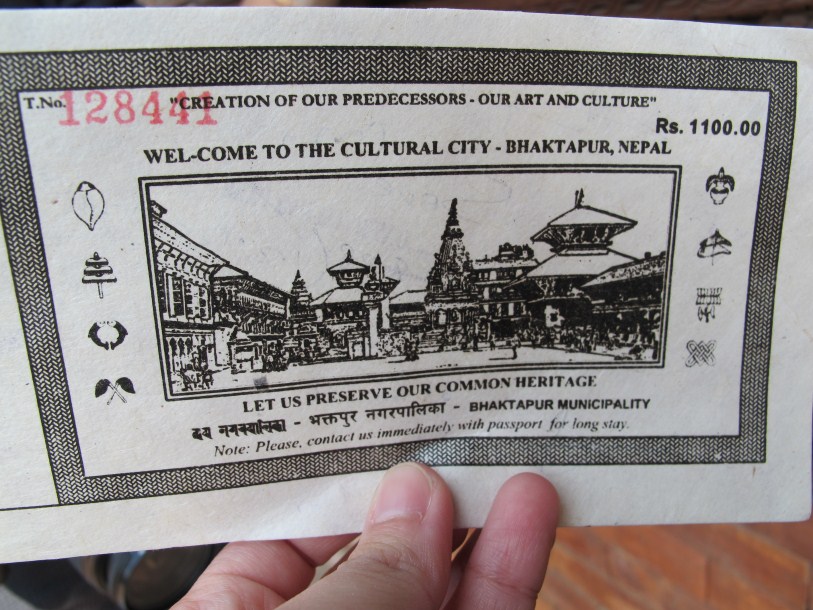 T.No. 128441 "CREATION OF OUR PREDECESSORS - OUR ART AND CULTURE"
Rs. 1100.00
WEL-COME TO THE CULTURAL CITY - BHAKTAPUR, NEPAL
LET US PRESERVE OUR COMMON HERITAGE
- भक्तपुर नगरपालिका - BHAKTAPUR MUNICIPALITY
Note: Please, contact us immediately with passport for long stay.